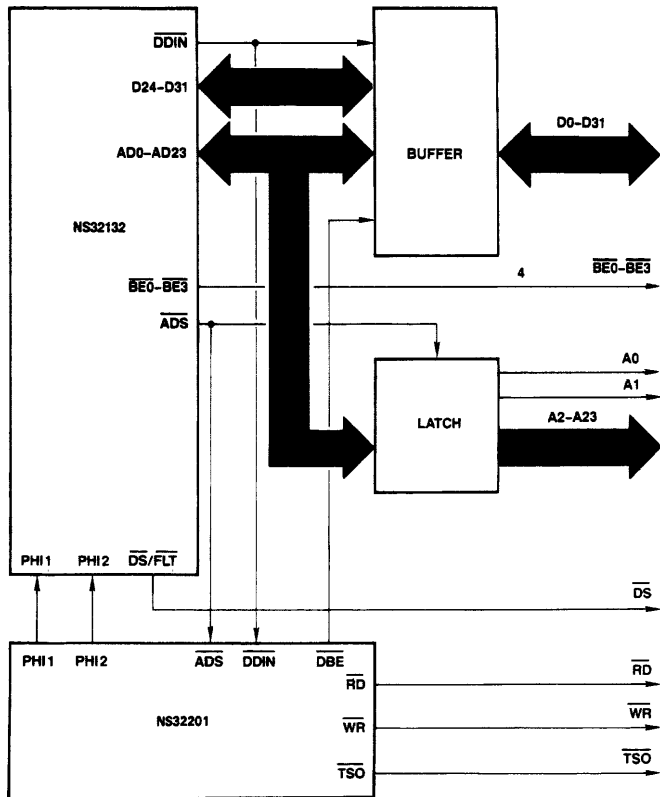 DDIN
D24–D31
D0–D31
AD0–AD23
BUFFER
NS32132
BE0–BE3
4
BE0–BE3
ADS
A0
A1
A2–A23
LATCH
PHI1 PHI2 DS/FLT
DS
PHI1 PHI2 ADS DDIN DBE
RD
RD
NS32201
WR
WR
TSO
TSO